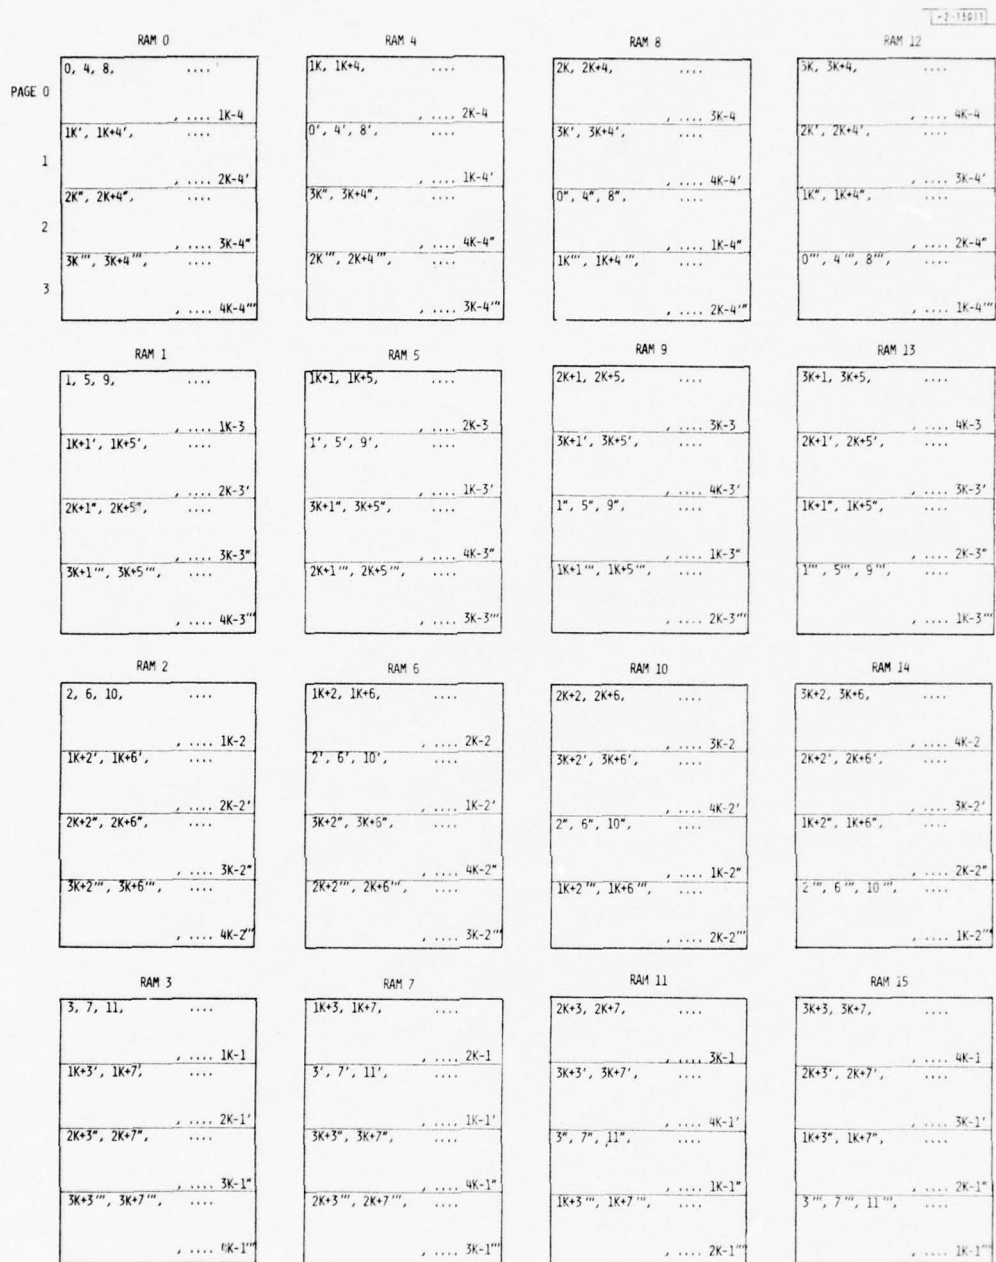 -2-15011
RAM 0 RAM 4 RAM 8 RAM 12
PAGE 0
0, 4, 8, .... 1K, 1K+4, .... 2K, 2K+4, .... 3K, 3K+4, ....
, .... 1K-4 , .... 2K-4 , .... 3K-4 , .... 4K-4
1
1K', 1K+4', .... 0', 4', 8', .... 3K', 3K+4', .... 2K', 2K+4', ....
, .... 2K-4' , .... 1K-4' , .... 4K-4' , .... 3K-4'
2
2K", 2K+4", .... 3K", 3K+4", .... 0", 4", 8", .... 1K", 1K+4", ....
, .... 3K-4" , .... 4K-4" , .... 1K-4" , .... 2K-4"
3
3K''', 3K+4''', .... 2K''', 2K+4''', .... 1K''', 1K+4''', .... 0''', 4''', 8''', ....
, .... 4K-4''' , .... 3K-4''' , .... 2K-4''' , .... 1K-4'''
RAM 1 RAM 5 RAM 9 RAM 13
1, 5, 9, .... 1K+1, 1K+5, .... 2K+1, 2K+5, .... 3K+1, 3K+5, ....
, .... 1K-3 , .... 2K-3 , .... 3K-3 , .... 4K-3
1K+1', 1K+5', .... 1', 5', 9', .... 3K+1', 3K+5', .... 2K+1', 2K+5', ....
, .... 2K-3' , .... 1K-3' , .... 4K-3' , .... 3K-3'
2K+1", 2K+5", .... 3K+1", 3K+5", .... 1", 5", 9", .... 1K+1", 1K+5", ....
, .... 3K-3" , .... 4K-3" , .... 1K-3" , .... 2K-3"
3K+1''', 3K+5''', .... 2K+1''', 2K+5''', .... 1K+1''', 1K+5''', .... 1''', 5''', 9''', ....
, .... 4K-3''' , .... 3K-3''' , .... 2K-3''' , .... 1K-3'''
RAM 2 RAM 6 RAM 10 RAM 14
2, 6, 10, .... 1K+2, 1K+6, .... 2K+2, 2K+6, .... 3K+2, 3K+6, ....
, .... 1K-2 , .... 2K-2 , .... 3K-2 , .... 4K-2
1K+2', 1K+6', .... 2', 6', 10', .... 3K+2', 3K+6', .... 2K+2', 2K+6', ....
, .... 2K-2' , .... 1K-2' , .... 4K-2' , .... 3K-2'
2K+2", 2K+6", .... 3K+2", 3K+6", .... 2", 6", 10", .... 1K+2", 1K+6", ....
, .... 3K-2" , .... 4K-2" , .... 1K-2" , .... 2K-2"
3K+2''', 3K+6''', .... 2K+2''', 2K+6''', .... 1K+2''', 1K+6''', .... 2''', 6''', 10''', ....
, .... 4K-2''' , .... 3K-2''' , .... 2K-2''' , .... 1K-2'''
RAM 3 RAM 7 RAM 11 RAM 15
3, 7, 11, .... 1K+3, 1K+7, .... 2K+3, 2K+7, .... 3K+3, 3K+7, ....
, .... 1K-1 , .... 2K-1 , .... 3K-1 , .... 4K-1
1K+3', 1K+7', .... 3', 7', 11', .... 3K+3', 3K+7', .... 2K+3', 2K+7', ....
, .... 2K-1' , .... 1K-1' , .... 4K-1' , .... 3K-1'
2K+3", 2K+7", .... 3K+3", 3K+7", .... 3", 7", 11", .... 1K+3", 1K+7", ....
, .... 3K-1" , .... 4K-1" , .... 1K-1" , .... 2K-1"
3K+3''', 3K+7''', .... 2K+3''', 2K+7''', .... 1K+3''', 1K+7''', .... 3''', 7''', 11''', ....
, .... 4K-1''' , .... 3K-1''' , .... 2K-1''' , .... 1K-1'''